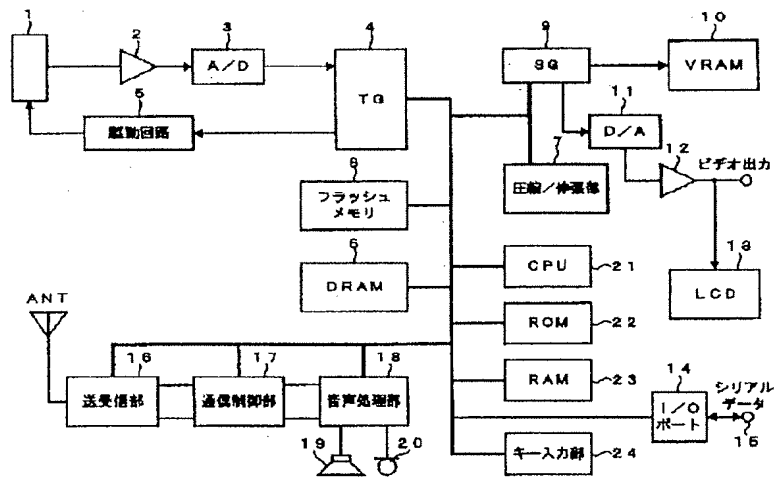 1
2
3
4
9
10
A/D
TG
SG
VRAM
5
11
駆動回路
D/A
7
12
ビデオ出力
8
圧縮/伸張部
フラッシュ
メモリ
6
13
CPU
21
DRAM
LCD
ANT
ROM
22
16
17
18
RAM
23
14
シリアル
データ
送受信部
通信制御部
音声処理部
I/O
ポート
15
19
20
キー入力部
24